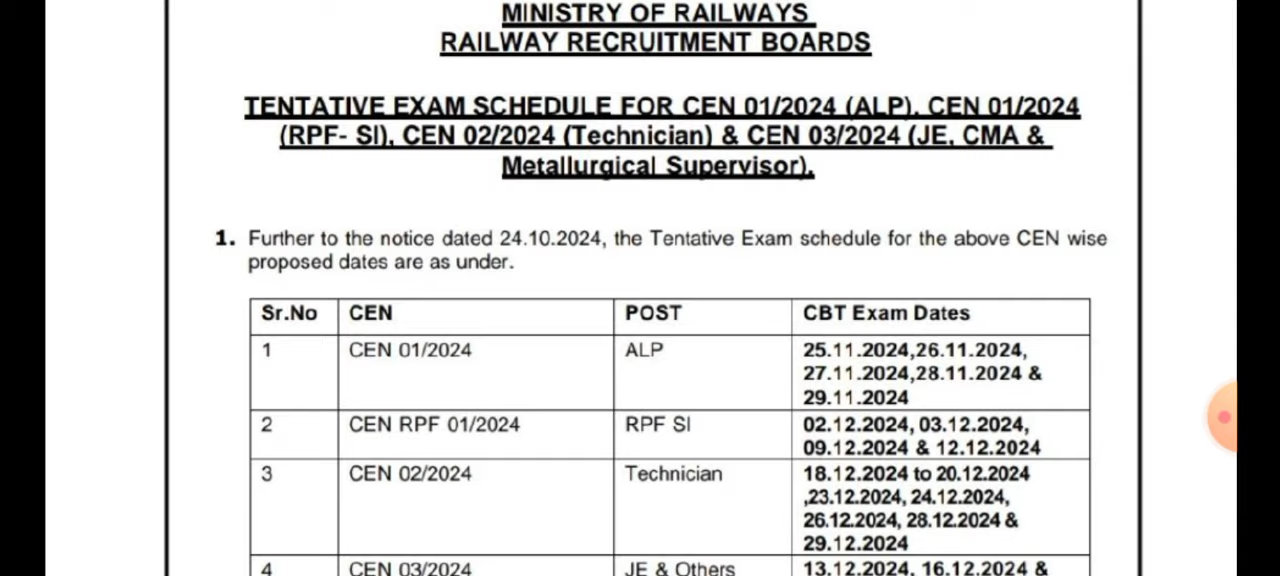 MINISTRY OF RAILWAYS
RAILWAY RECRUITMENT BOARDS
TENTATIVE EXAM SCHEDULE FOR CEN 01/2024 (ALP), CEN 01/2024
(RPF- SI), CEN 02/2024 (Technician) & CEN 03/2024 (JE, CMA &
Metallurgical Supervisor).
1. Further to the notice dated 24.10.2024, the Tentative Exam schedule for the above CEN wise
proposed dates are as under.
Sr.No CEN POST CBT Exam Dates
1 CEN 01/2024 ALP 25.11.2024,26.11.2024,
27.11.2024,28.11.2024 &
29.11.2024
2 CEN RPF 01/2024 RPF SI 02.12.2024, 03.12.2024,
09.12.2024 & 12.12.2024
3 CEN 02/2024 Technician 18.12.2024 to 20.12.2024
,23.12.2024, 24.12.2024,
26.12.2024, 28.12.2024 &
29.12.2024
4 CEN 03/2024 JE & Others 13.12.2024, 16.12.2024 &